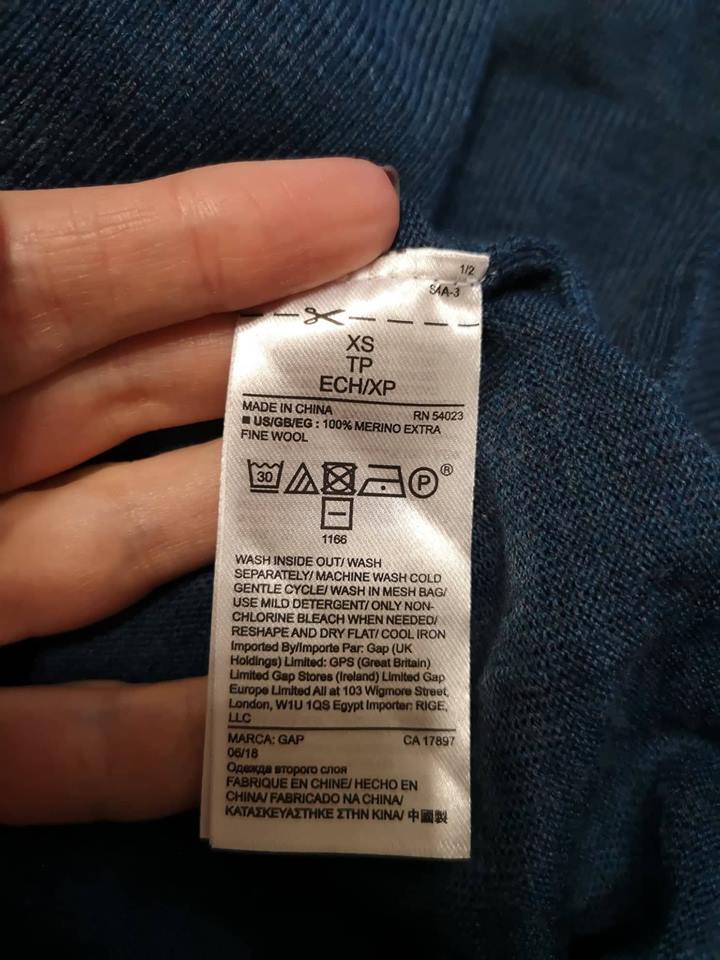 1/2
S4A-3
XS
TP
ECH/XP
MADE IN CHINA RN 54023
■ US/GB/EG : 100% MERINO EXTRA
FINE WOOL
30 P ®
1166
WASH INSIDE OUT/ WASH
SEPARATELY/ MACHINE WASH COLD
GENTLE CYCLE/ WASH IN MESH BAG/
USE MILD DETERGENT/ ONLY NON-
CHLORINE BLEACH WHEN NEEDED/
RESHAPE AND DRY FLAT/ COOL IRON
Imported By/Importe Par: Gap (UK
Holdings) Limited: GPS (Great Britain)
Limited Gap Stores (Ireland) Limited Gap
Europe Limited All at 103 Wigmore Street,
London, W1U 1QS Egypt Importer: RIGE,
LLC
MARCA: GAP CA 17897
06/18
Одежда второго слоя
FABRIQUE EN CHINE/ HECHO EN
CHINA/ FABRICADO NA CHINA/
ΚΑΤΑΣΚΕΥΑΣΤΗΚΕ ΣΤΗΝ ΚΙΝΑ/ 中國製